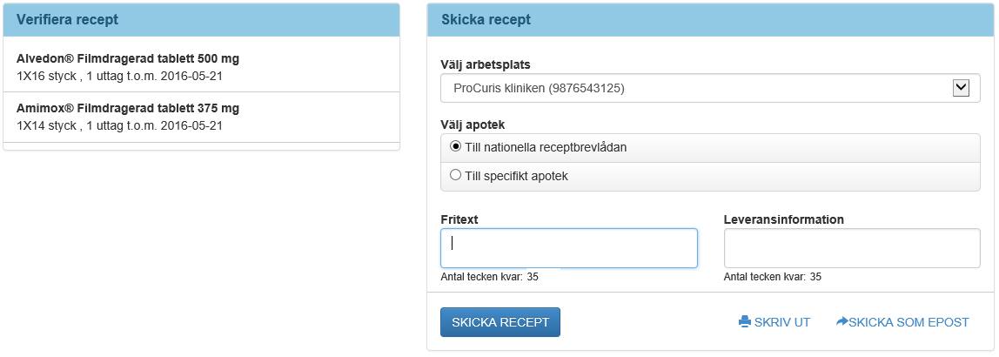 Verifiera recept
Alvedon® Filmdragerad tablett 500 mg
1X16 styck , 1 uttag t.o.m. 2016-05-21
Amimox® Filmdragerad tablett 375 mg
1X14 styck , 1 uttag t.o.m. 2016-05-21
Skicka recept
Välj arbetsplats
ProCuris kliniken (9876543125)
Välj apotek
Till nationella receptbrevlådan
Till specifikt apotek
Fritext
Antal tecken kvar: 35
Leveransinformation
Antal tecken kvar: 35
SKICKA RECEPT
SKRIV UT
SKICKA SOM EPOST